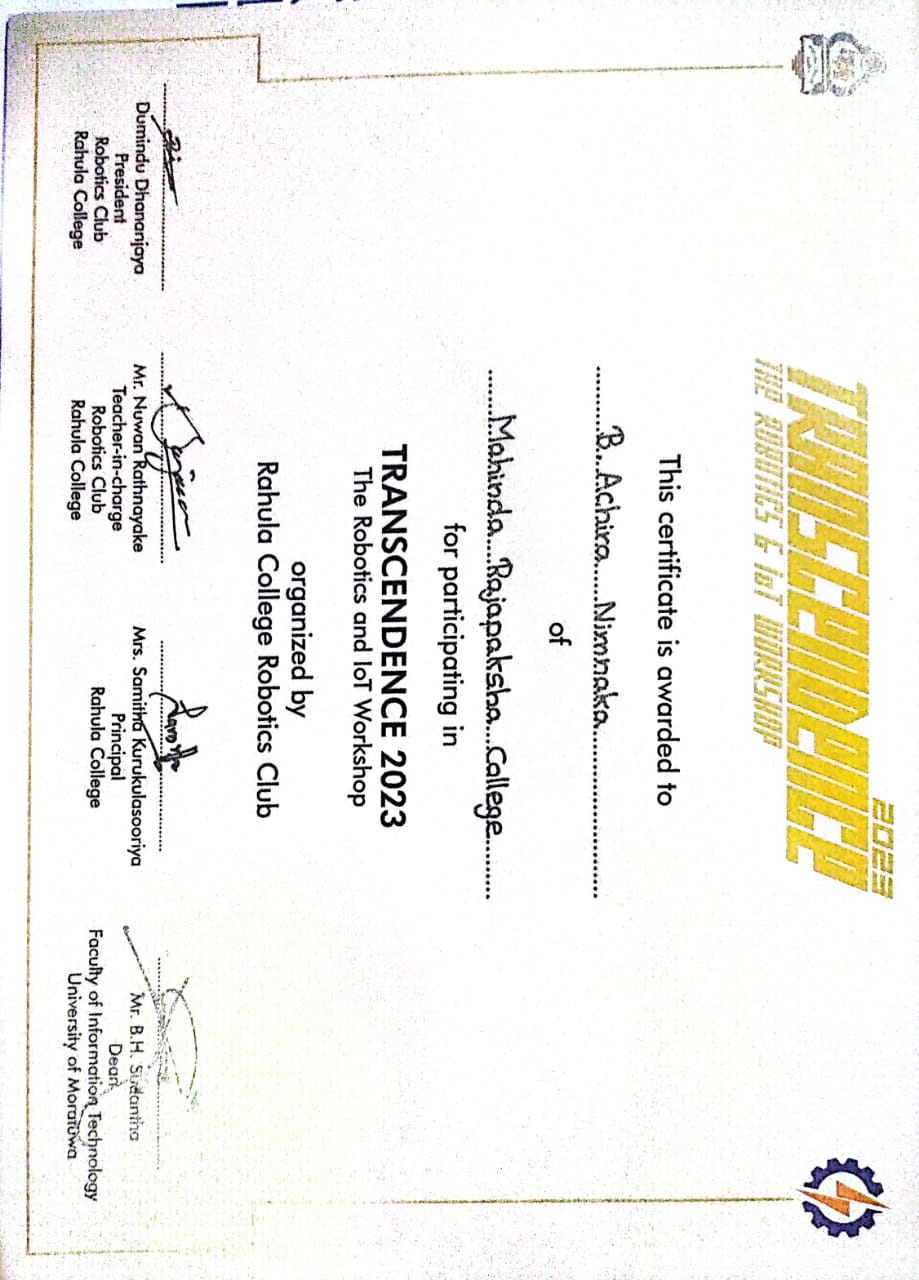 2023
TRANSCENDENCE
THE ROBOTICS & IoT WORKSHOP
This certificate is awarded to
B. Achira Nimnaka
of
Mahinda Rajapaksha College
for participating in
TRANSCENDENCE 2023
The Robotics and IoT Workshop
organized by
Rahula College Robotics Club
Dumindu Dhananjaya
President
Robotics Club
Rahula College
Mr. Nuwan Rathnayake
Teacher-in-charge
Robotics Club
Rahula College
Mrs. Samitha Kurukulasooriya
Principal
Rahula College
Mr. B.H. Sudantha
Dean
Faculty of Information Technology
University of Moratuwa